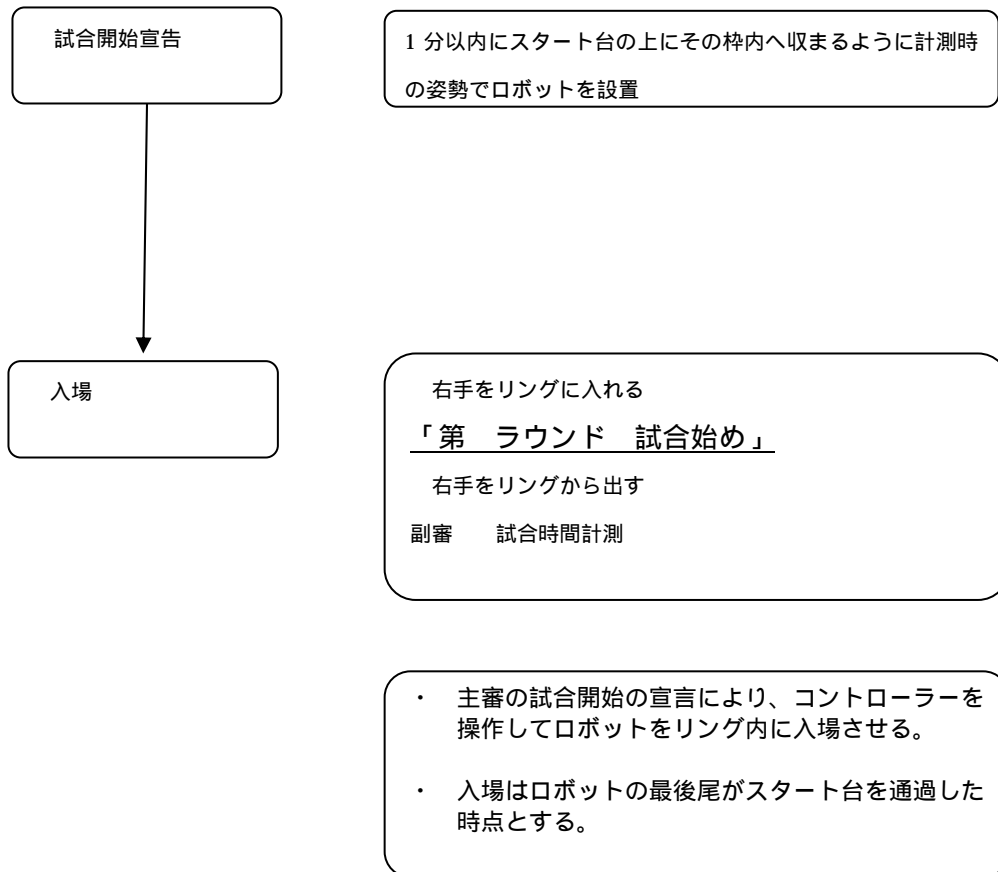 試合開始宣告
1 分以内にスタート台の上にその枠内へ収まるように計測時
の姿勢でロボットを設置
入場
右手をリングに入れる
「第　ラウンド　試合始め」
右手をリングから出す
副審　　試合時間計測
・　主審の試合開始の宣言により、コントローラーを
操作してロボットをリング内に入場させる。
・　入場はロボットの最後尾がスタート台を通過した
時点とする。